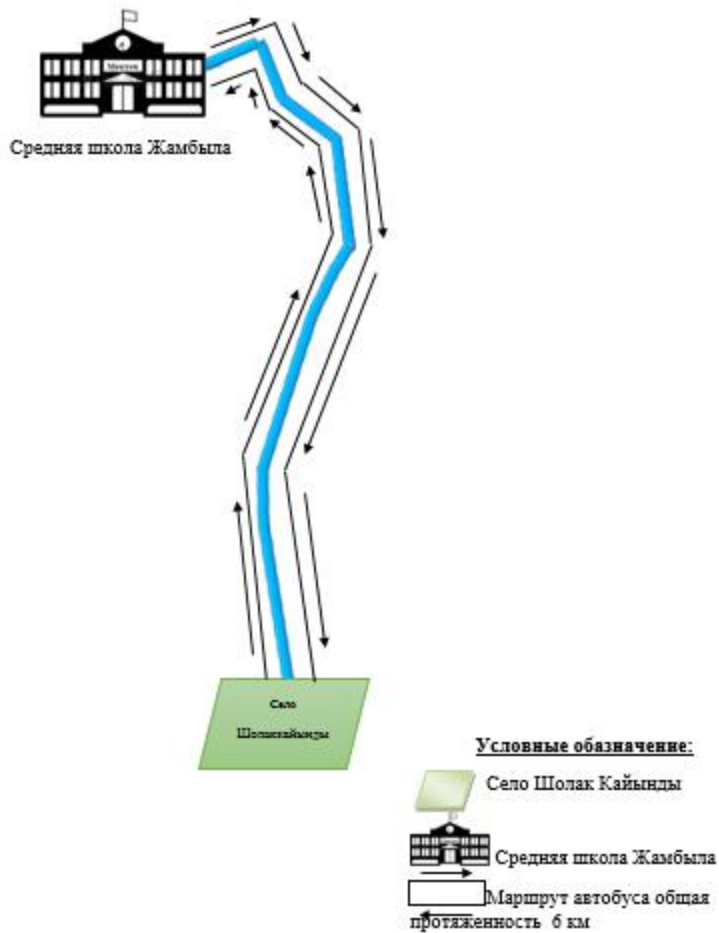 Мектеп
Средняя школа Жамбыла
Село
Шолаккайынды
Условные обазначение:
Село Шолак Кайынды
Средняя школа Жамбыла
Маршрут автобуса общая
протяженность 6 км